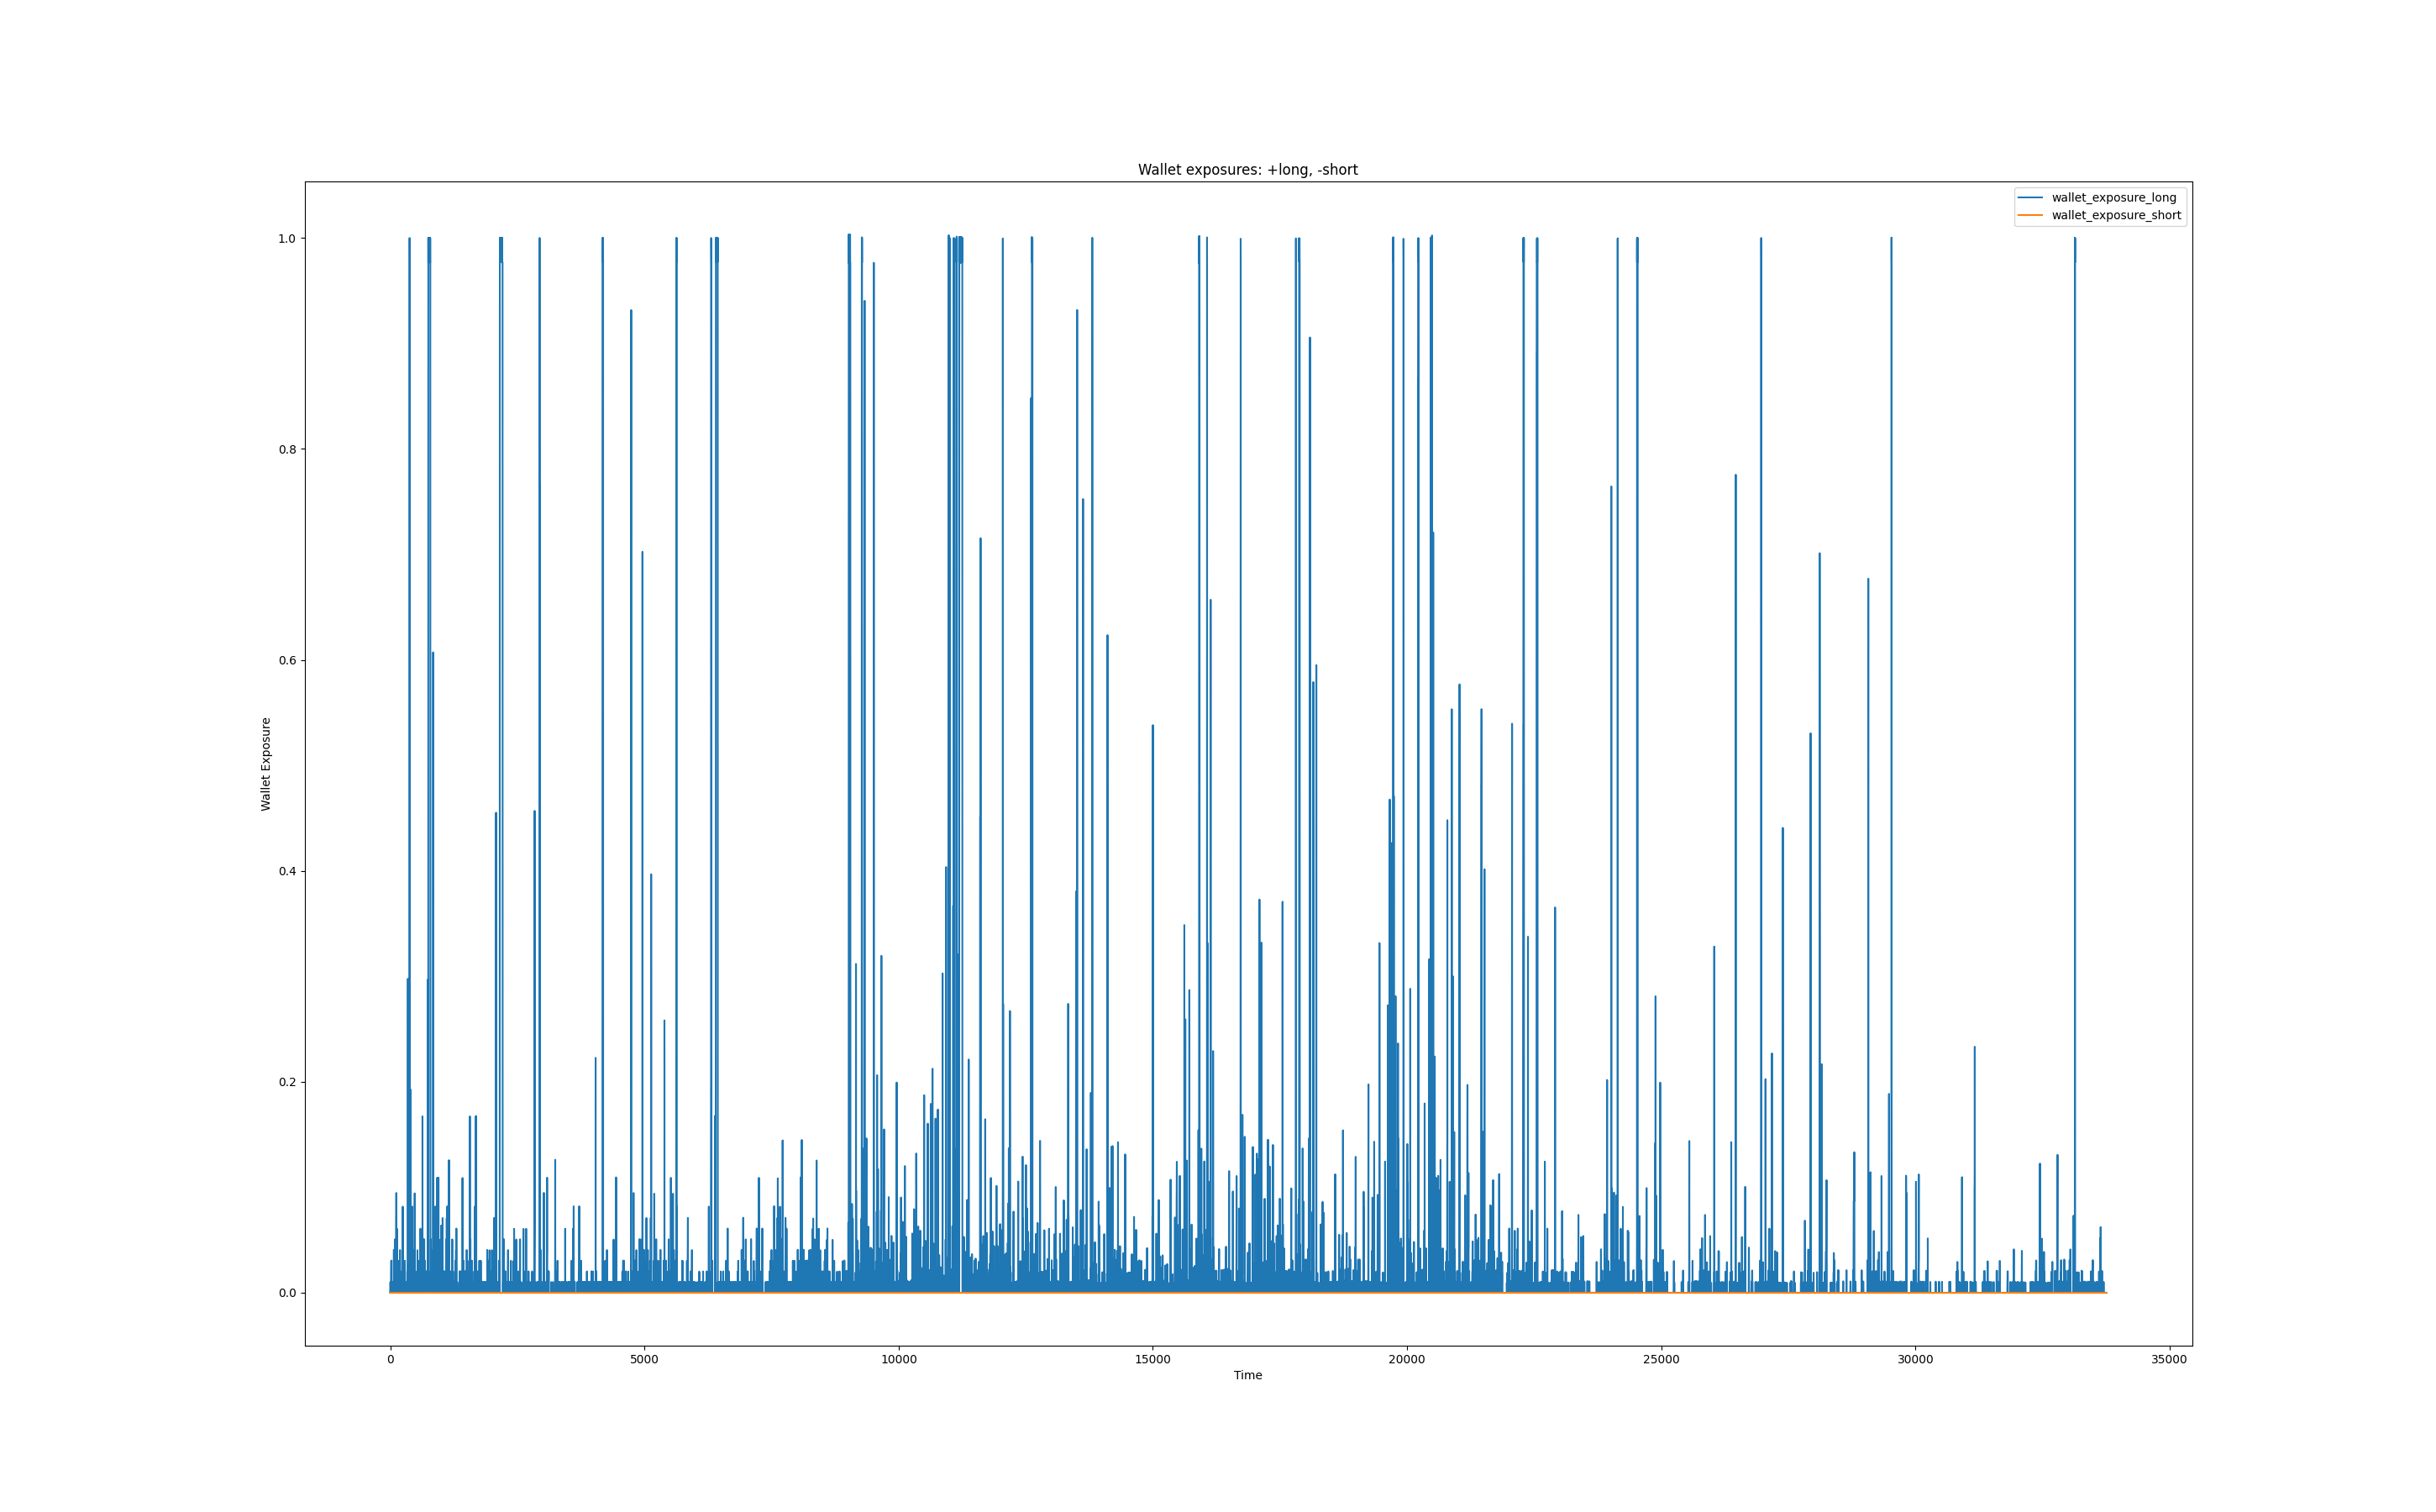 Wallet exposures: +long, -short
wallet_exposure_long
wallet_exposure_short
1.0
0.8
0.6
0.4
0.2
0.0
Wallet Exposure
0 5000 10000 15000 20000 25000 30000 35000
Time